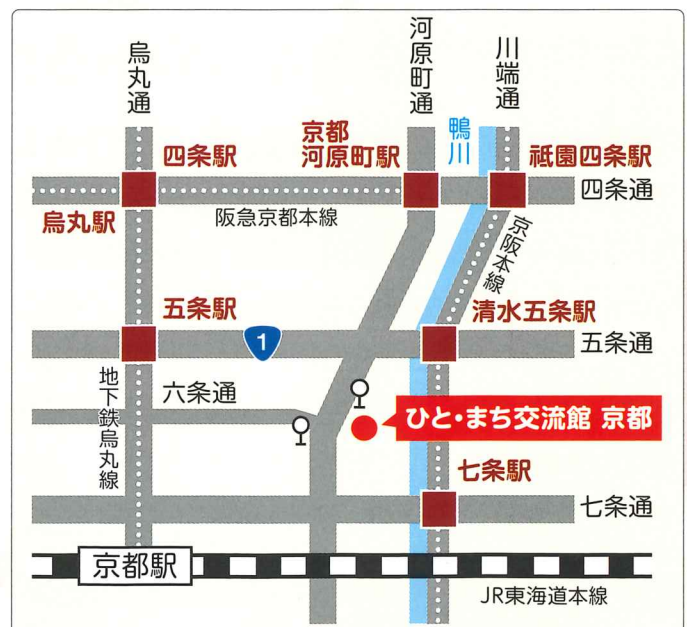 烏丸通
河原町通
川端通
鴨川
四条駅
京都
河原町駅
祇園四条駅
四条通
烏丸駅
阪急京都本線
京阪本線
五条駅
1
清水五条駅
五条通
地下鉄烏丸線
六条通
ひと・まち交流館 京都
七条駅
七条通
京都駅
JR東海道本線